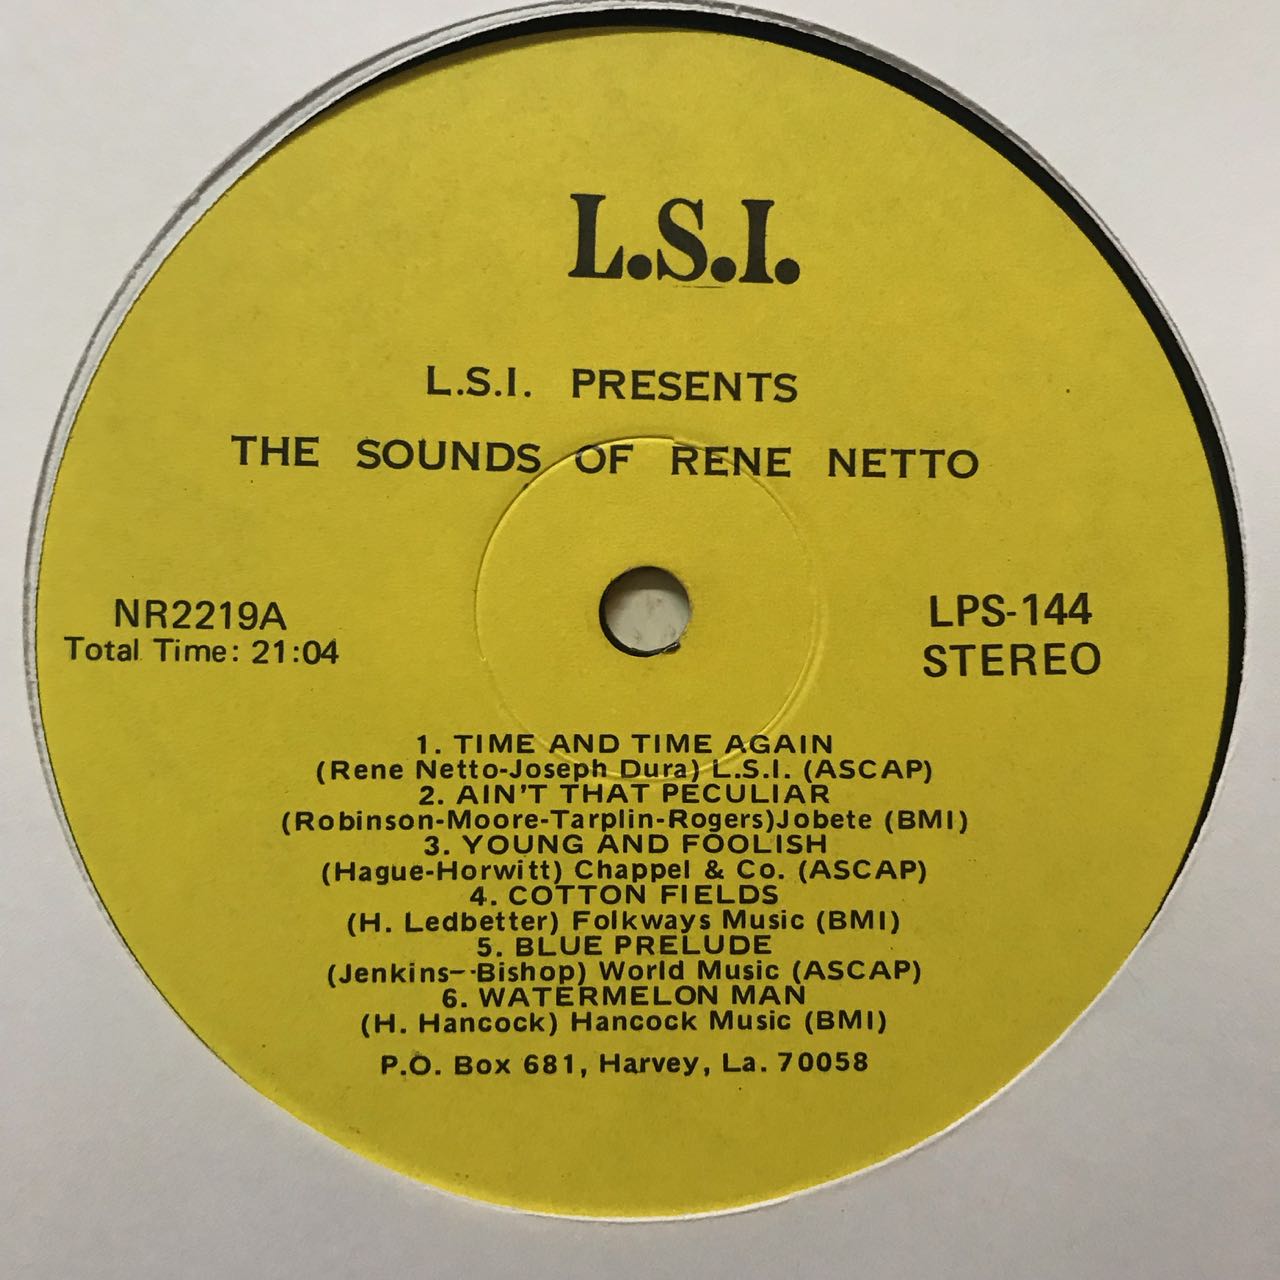 L.S.I.
L.S.I. PRESENTS
THE SOUNDS OF RENE NETTO
NR2219A
Total Time: 21:04
LPS-144
STEREO
1. TIME AND TIME AGAIN
(Rene Netto-Joseph Dura) L.S.I. (ASCAP)
2. AIN'T THAT PECULIAR
(Robinson-Moore-Tarplin-Rogers)Jobete (BMI)
3. YOUNG AND FOOLISH
(Hague-Horwitt) Chappel & Co. (ASCAP)
4. COTTON FIELDS
(H. Ledbetter) Folkways Music (BMI)
5. BLUE PRELUDE
(Jenkins--Bishop) World Music (ASCAP)
6. WATERMELON MAN
(H. Hancock) Hancock Music (BMI)
P.O. Box 681, Harvey, La. 70058